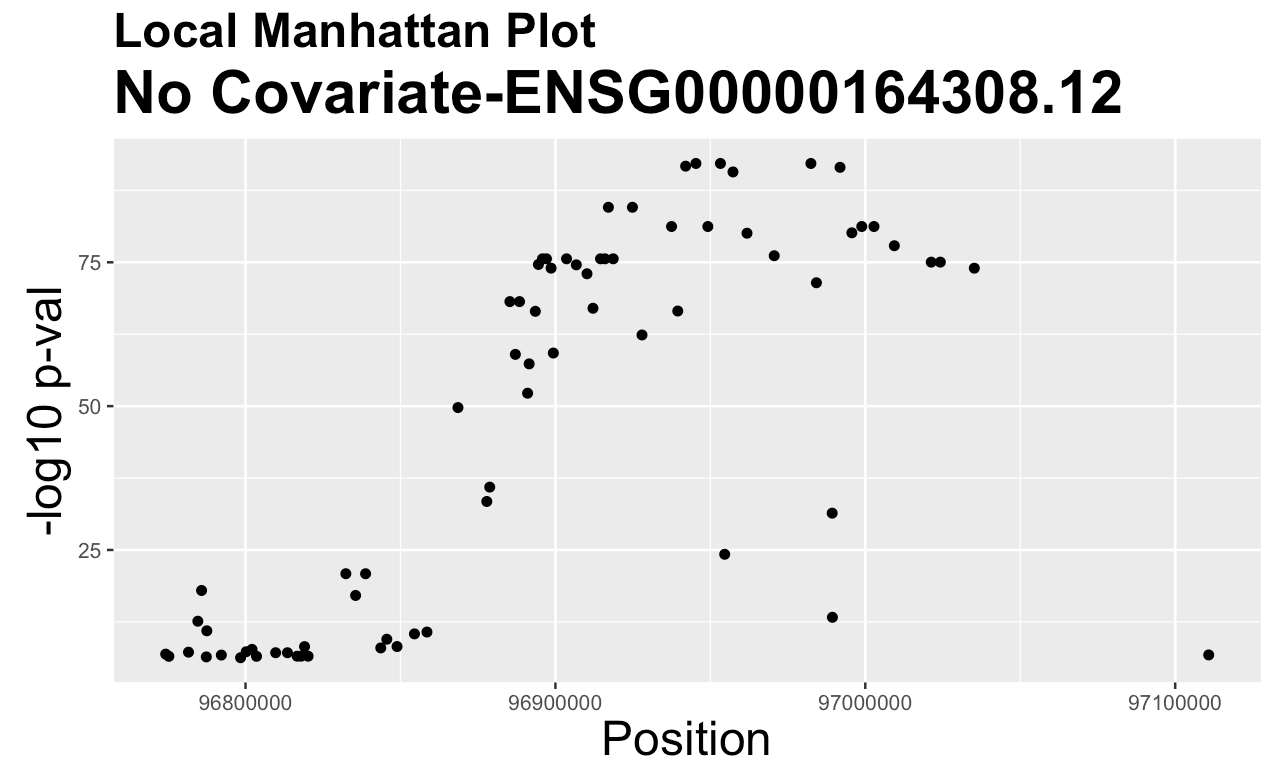 Local Manhattan Plot
No Covariate-ENSG00000164308.12
-log10 p-val
75
50
25
96800000
96900000
97000000
97100000
Position